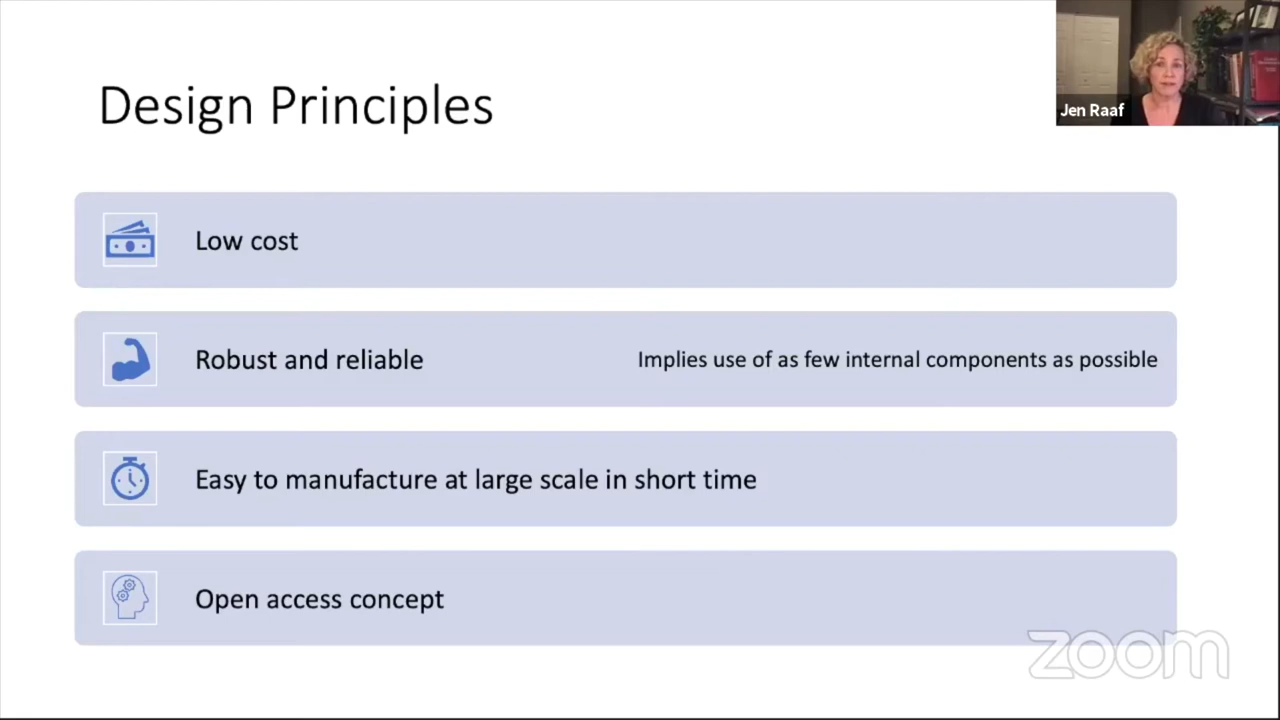 Design Principles
Jen Raaf
Low cost
Robust and reliable
Implies use of as few internal components as possible
Easy to manufacture at large scale in short time
Open access concept
zoom